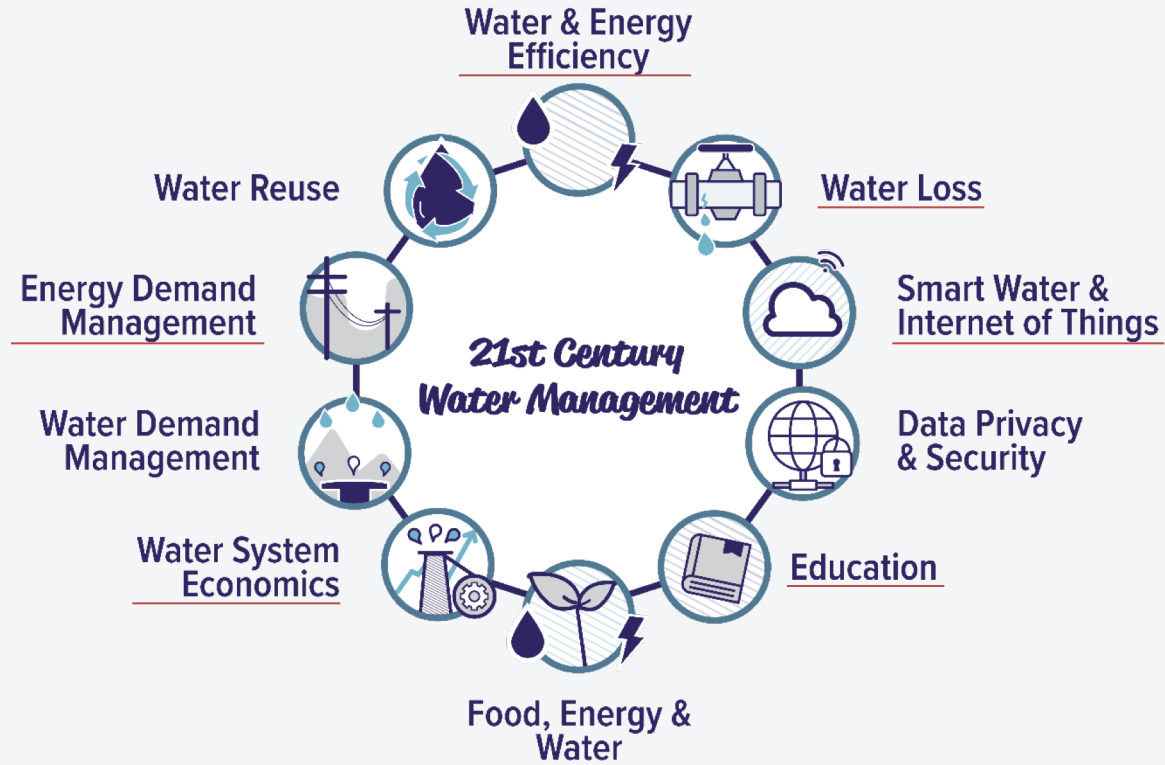 Water & Energy
Efficiency
Water Reuse
Water Loss
Energy Demand
Management
Smart Water &
Internet of Things
21st Century
Water Management
Water Demand
Management
Data Privacy
& Security
Water System
Economics
Education
Food, Energy &
Water